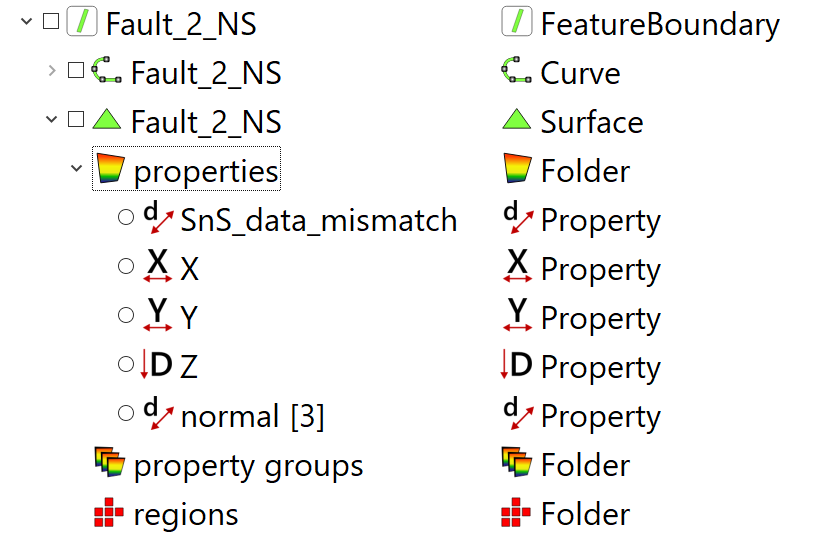 Fault_2_NS FeatureBoundary
Fault_2_NS Curve
Fault_2_NS Surface
properties Folder
d SnS_data_mismatch d Property
X X X Property
Y Y Y Property
D Z D Property
d normal [3] d Property
property groups Folder
regions Folder